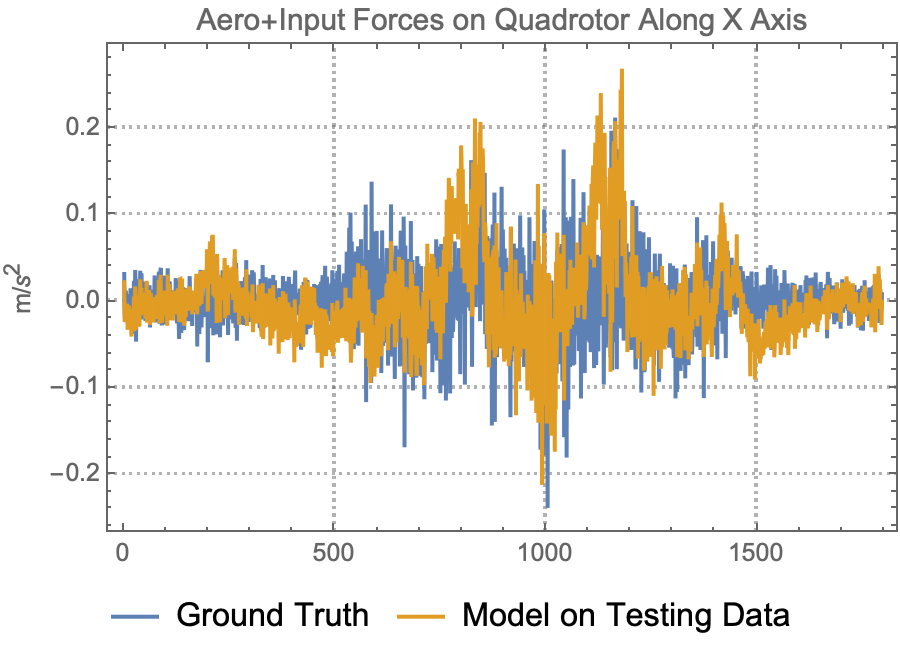 Aero+Input Forces on Quadrotor Along X Axis
0.2
0.1
0.0
−0.1
−0.2
m/s²
0 500 1000 1500
Ground Truth Model on Testing Data